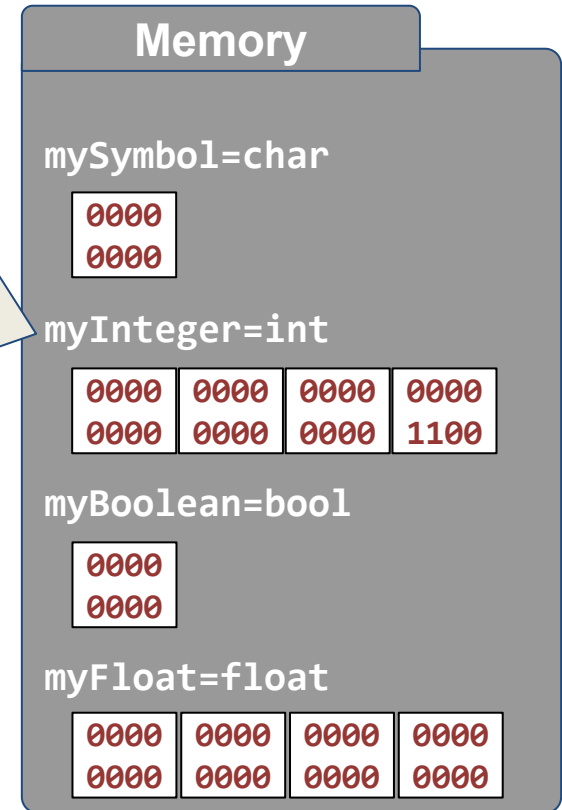 Memory
mySymbol=char
0000
0000
myInteger=int
0000 0000 0000 0000
0000 0000 0000 1100
myBoolean=bool
0000
0000
myFloat=float
0000 0000 0000 0000
0000 0000 0000 0000